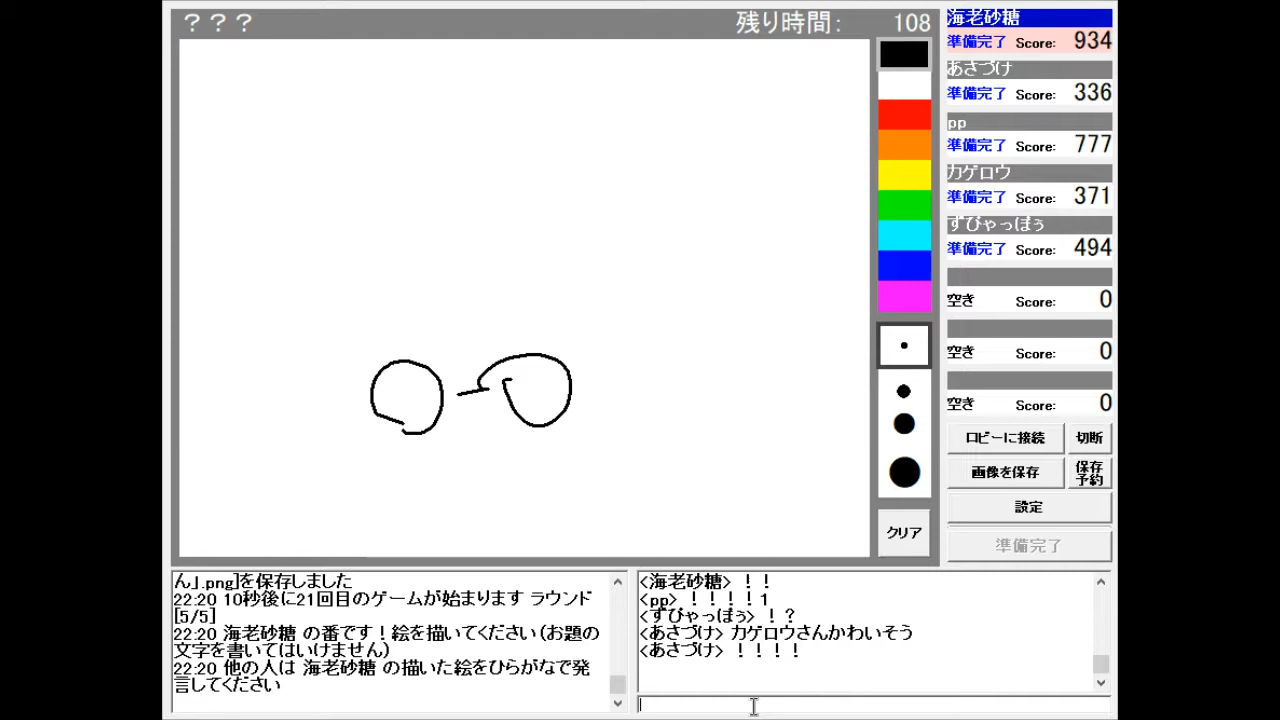 ？？？
残り時間： 108
海老砂糖
準備完了 Score: 934
あさづけ
準備完了 Score: 336
pp
準備完了 Score: 777
カゲロウ
準備完了 Score: 371
ずびゃっぽぅ
準備完了 Score: 494
空き Score: 0
空き Score: 0
空き Score: 0
ロビーに接続 切断
画像を保存 保存予約
設定
準備完了
クリア
ん」.png]を保存しました
22:20 10秒後に21回目のゲームが始まります ラウンド
[5/5]
22:20 海老砂糖 の番です！絵を描いてください（お題の
文字を書いてはいけません）
22:20 他の人は 海老砂糖 の描いた絵をひらがなで発
言してください
<海老砂糖> ！！
<pp> ！！！！1
<ずびゃっぽぅ> ！？
<あさづけ> カゲロウさんかわいそう
<あさづけ> ！！！！